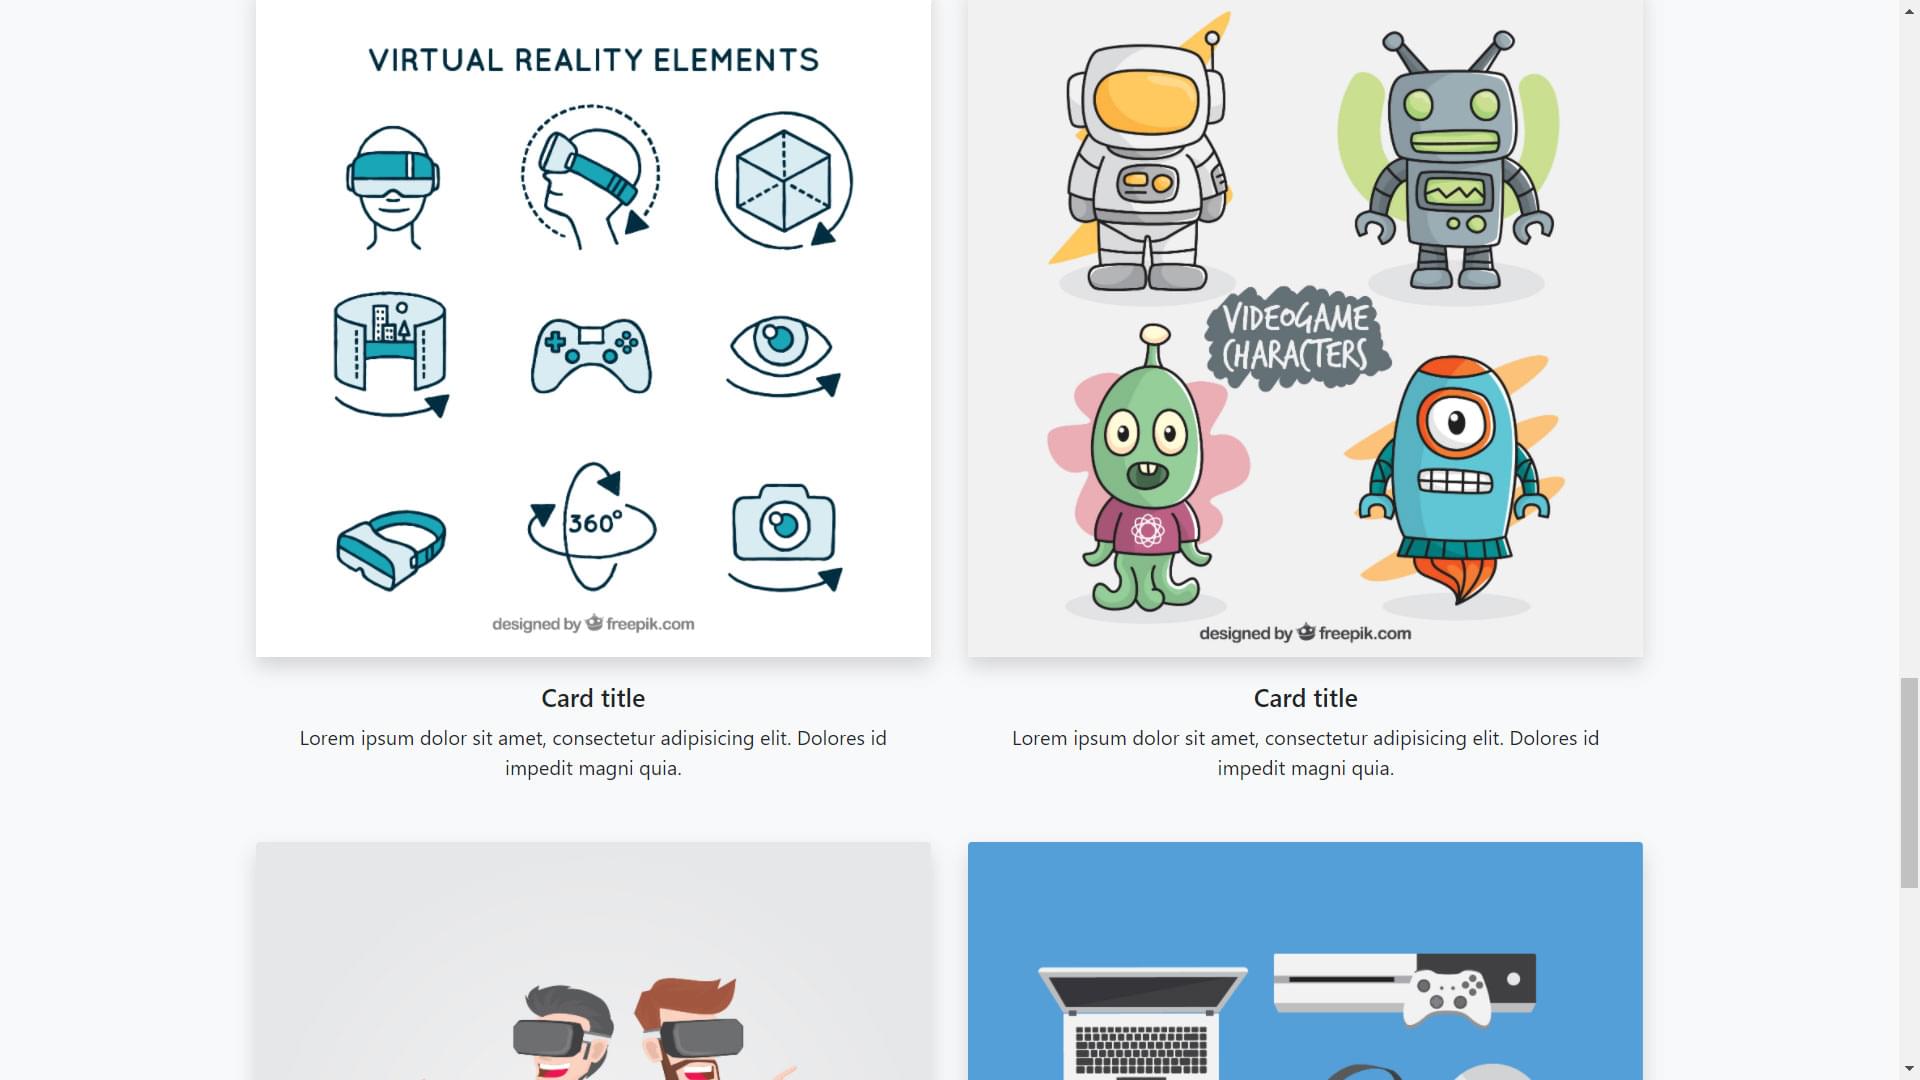 VIRTUAL REALITY ELEMENTS
360°
designed by freepik.com
VIDEOGAME
CHARACTERS
designed by freepik.com
Card title
Lorem ipsum dolor sit amet, consectetur adipisicing elit. Dolores id
impedit magni quia.
Card title
Lorem ipsum dolor sit amet, consectetur adipisicing elit. Dolores id
impedit magni quia.